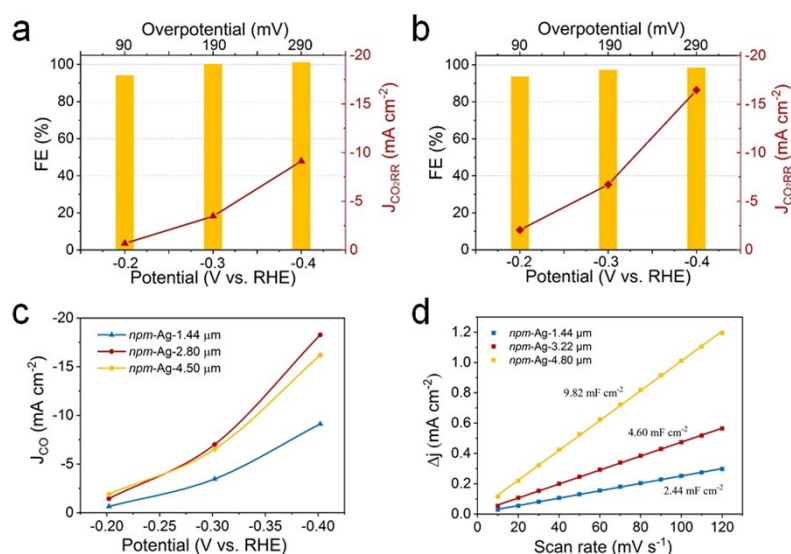 a
Overpotential (mV)
90 190 290
100
80
60
40
20
0
FE (%)
-20
-15
-10
-5
0
J_CO₂RR (mA cm⁻²)
-0.2 -0.3 -0.4
Potential (V vs. RHE)
b
Overpotential (mV)
90 190 290
100
80
60
40
20
0
FE (%)
-20
-15
-10
-5
0
J_CO₂RR (mA cm⁻²)
-0.2 -0.3 -0.4
Potential (V vs. RHE)
c
-20
-15
-10
-5
0
J_CO (mA cm⁻²)
npm-Ag-1.44 μm
npm-Ag-2.80 μm
npm-Ag-4.50 μm
-0.20 -0.25 -0.30 -0.35 -0.40
Potential (V vs. RHE)
d
1.2
1.0
0.8
0.6
0.4
0.2
0.0
Δj (mA cm⁻²)
npm-Ag-1.44 μm
npm-Ag-3.22 μm
npm-Ag-4.80 μm
9.82 mF cm⁻²
4.60 mF cm⁻²
2.44 mF cm⁻²
0 20 40 60 80 100 120
Scan rate (mV s⁻¹)